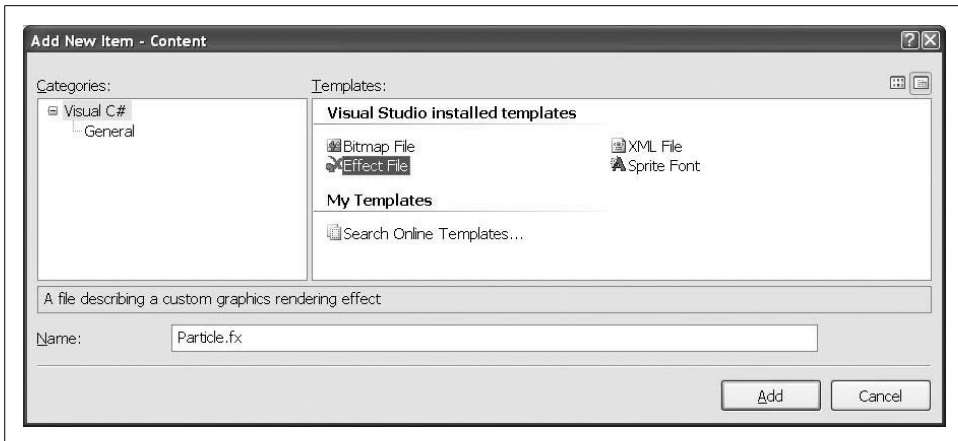 Add New Item - Content
Categories:
Templates:
Visual C#
General
Visual Studio installed templates
Bitmap File
XML File
Effect File
Sprite Font
My Templates
Search Online Templates...
A file describing a custom graphics rendering effect
Name:
Particle.fx
Add
Cancel